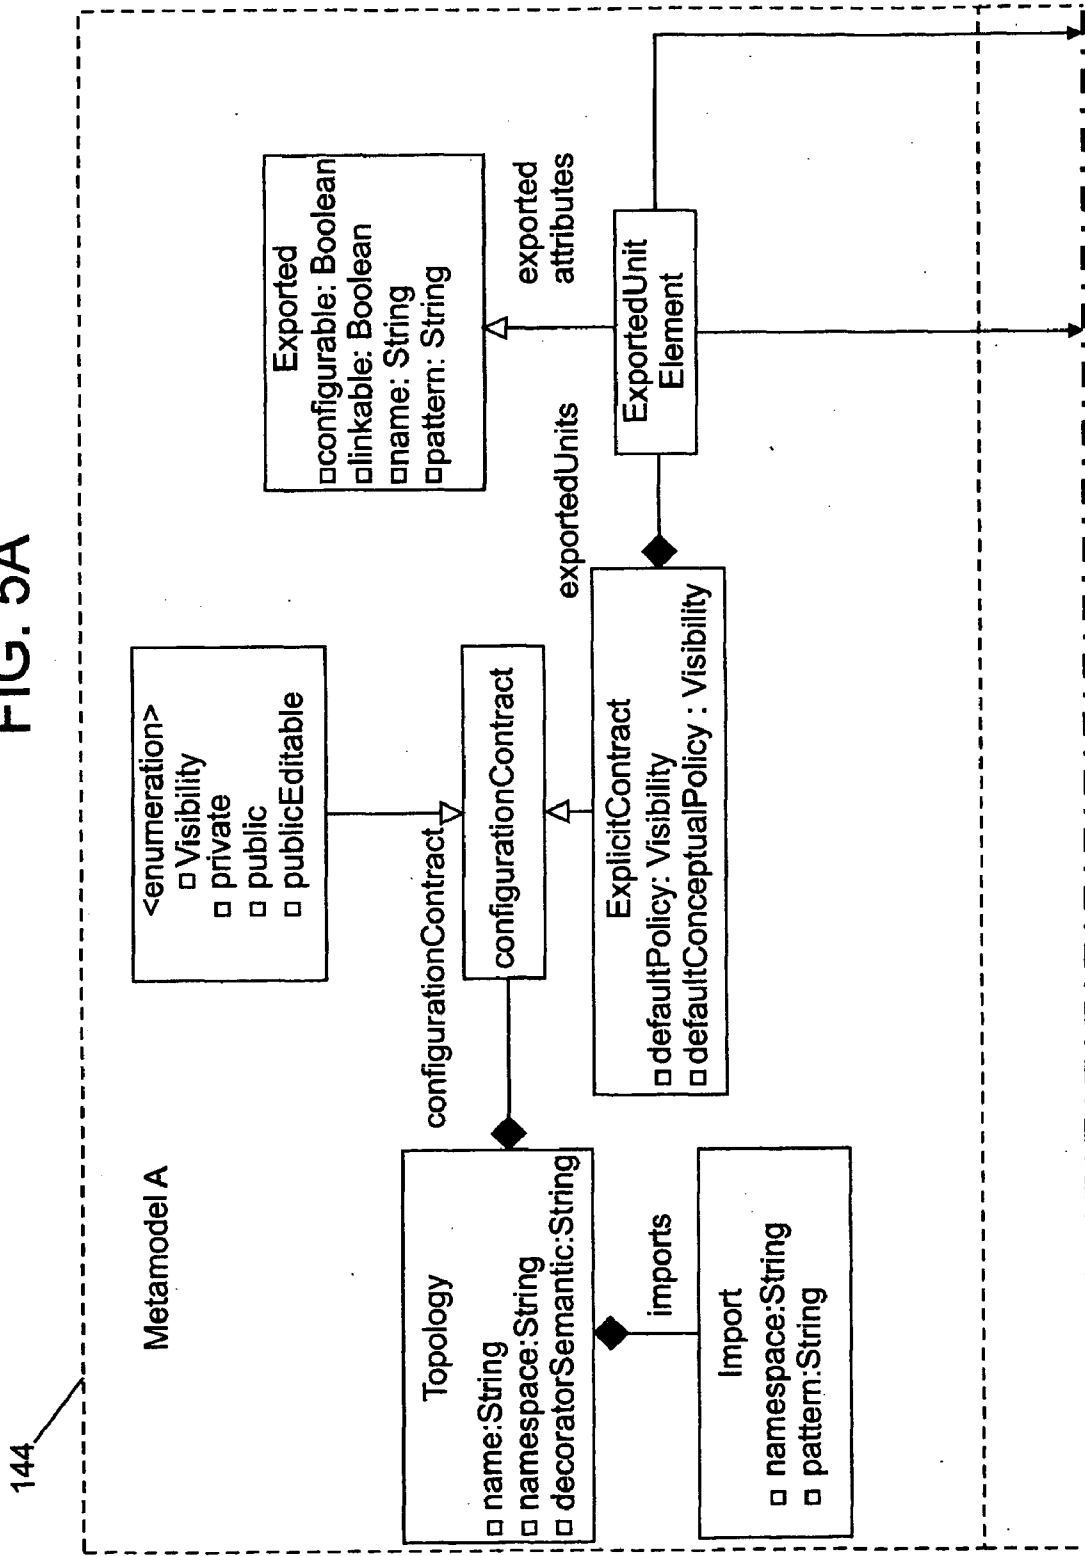 FIG. 5A
144
Metamodel A
<enumeration>
Visibility
private
public
publicEditable
Exported
configurable: Boolean
linkable: Boolean
name: String
pattern: String
configurationContract
configurationContract
exported
attributes
Topology
name:String
namespace:String
decoratorSemantic:String
ExplicitContract
defaultPolicy: Visibility
defaultConceptualPolicy : Visibility
exportedUnits
ExportedUnit
Element
imports
Import
namespace:String
pattern:String